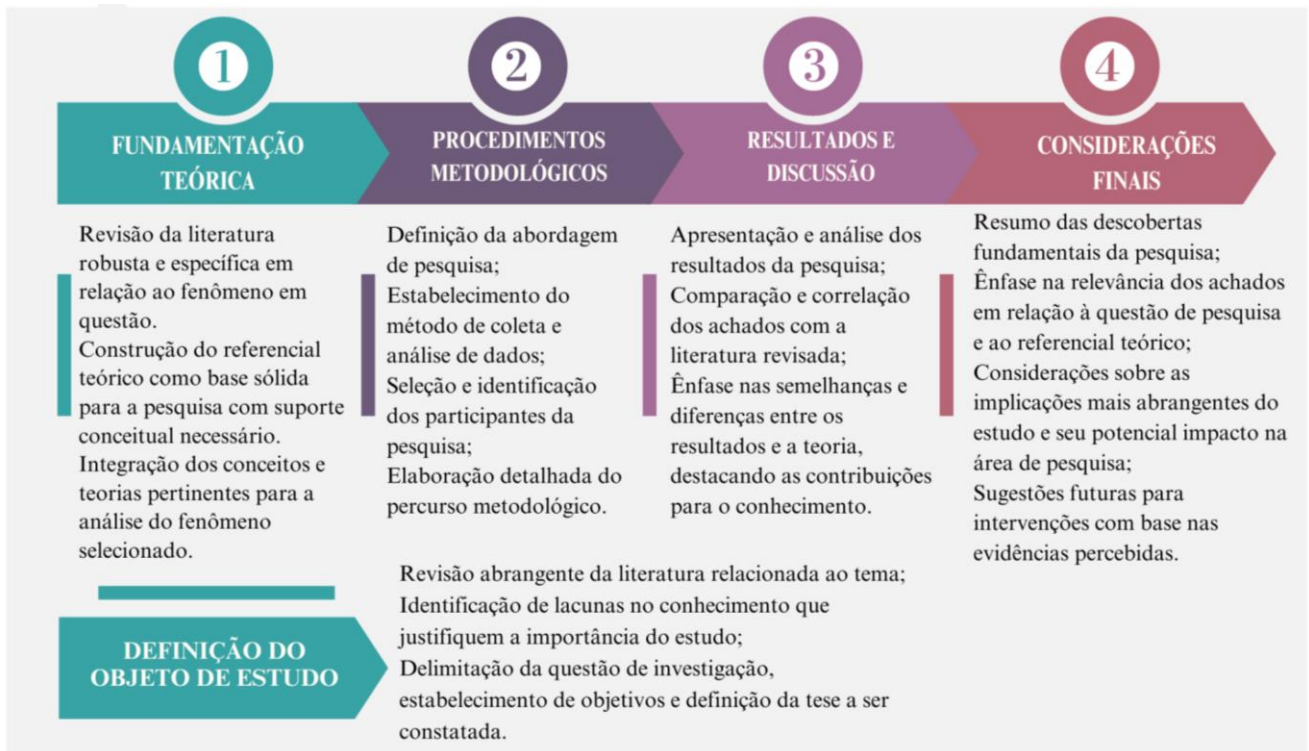 1
FUNDAMENTAÇÃO
TEÓRICA
Revisão da literatura
robusta e específica em
relação ao fenômeno em
questão.
Construção do referencial
teórico como base sólida
para a pesquisa com suporte
conceitual necessário.
Integração dos conceitos e
teorias pertinentes para a
análise do fenômeno
selecionado.
2
PROCEDIMENTOS
METODOLÓGICOS
Definição da abordagem
de pesquisa;
Estabelecimento do
método de coleta e
análise de dados;
Seleção e identificação
dos participantes da
pesquisa;
Elaboração detalhada do
percurso metodológico.
3
RESULTADOS E
DISCUSSÃO
Apresentação e análise dos
resultados da pesquisa;
Comparação e correlação
dos achados com a
literatura revisada;
Ênfase nas semelhanças e
diferenças entre os
resultados e a teoria,
destacando as contribuições
para o conhecimento.
4
CONSIDERAÇÕES
FINAIS
Resumo das descobertas
fundamentais da pesquisa;
Ênfase na relevância dos achados
em relação à questão de pesquisa
e ao referencial teórico;
Considerações sobre as
implicações mais abrangentes do
estudo e seu potencial impacto na
área de pesquisa;
Sugestões futuras para
intervenções com base nas
evidências percebidas.
DEFINIÇÃO DO
OBJETO DE ESTUDO
Revisão abrangente da literatura relacionada ao tema;
Identificação de lacunas no conhecimento que
justifiquem a importância do estudo;
Delimitação da questão de investigação,
estabelecimento de objetivos e definição da tese a ser
constatada.